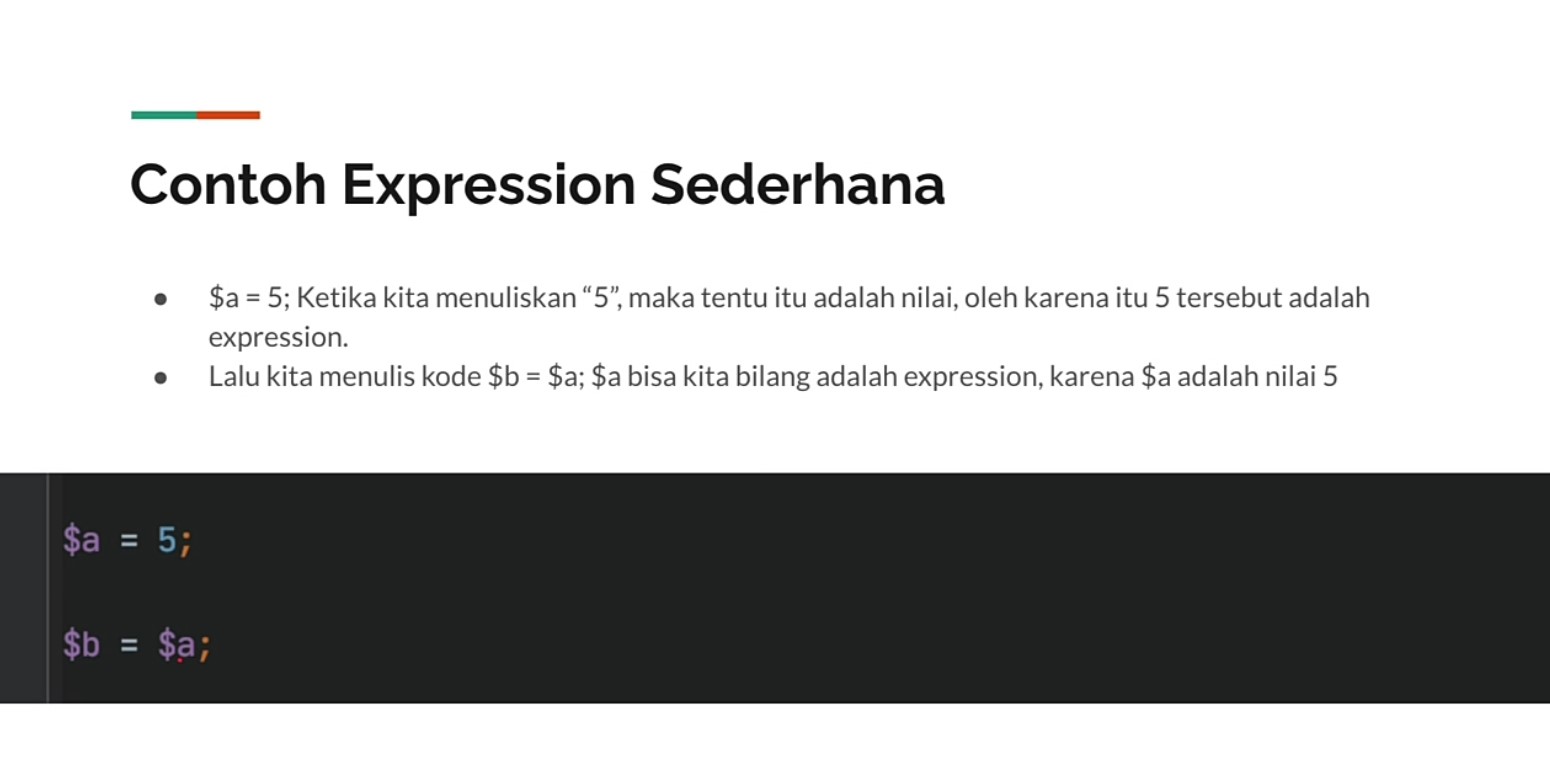 Contoh Expression Sederhana
● $a = 5; Ketika kita menuliskan “5”, maka tentu itu adalah nilai, oleh karena itu 5 tersebut adalah
expression.
● Lalu kita menulis kode $b = $a; $a bisa kita bilang adalah expression, karena $a adalah nilai 5
$a = 5;
$b = $a;